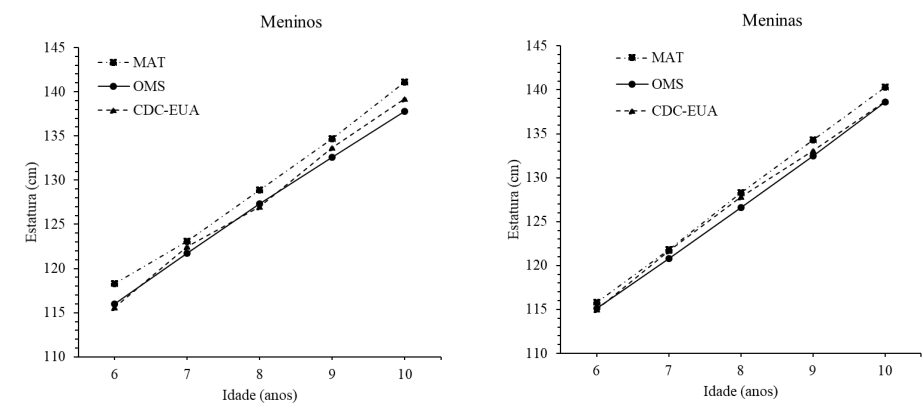 Meninos
145
140
135
130
125
120
115
110
Estatura (cm)
MAT
OMS
CDC-EUA
6 7 8 9 10
Idade (anos)
Meninas
145
140
135
130
125
120
115
110
Estatura (cm)
MAT
OMS
CDC-EUA
6 7 8 9 10
Idade (anos)